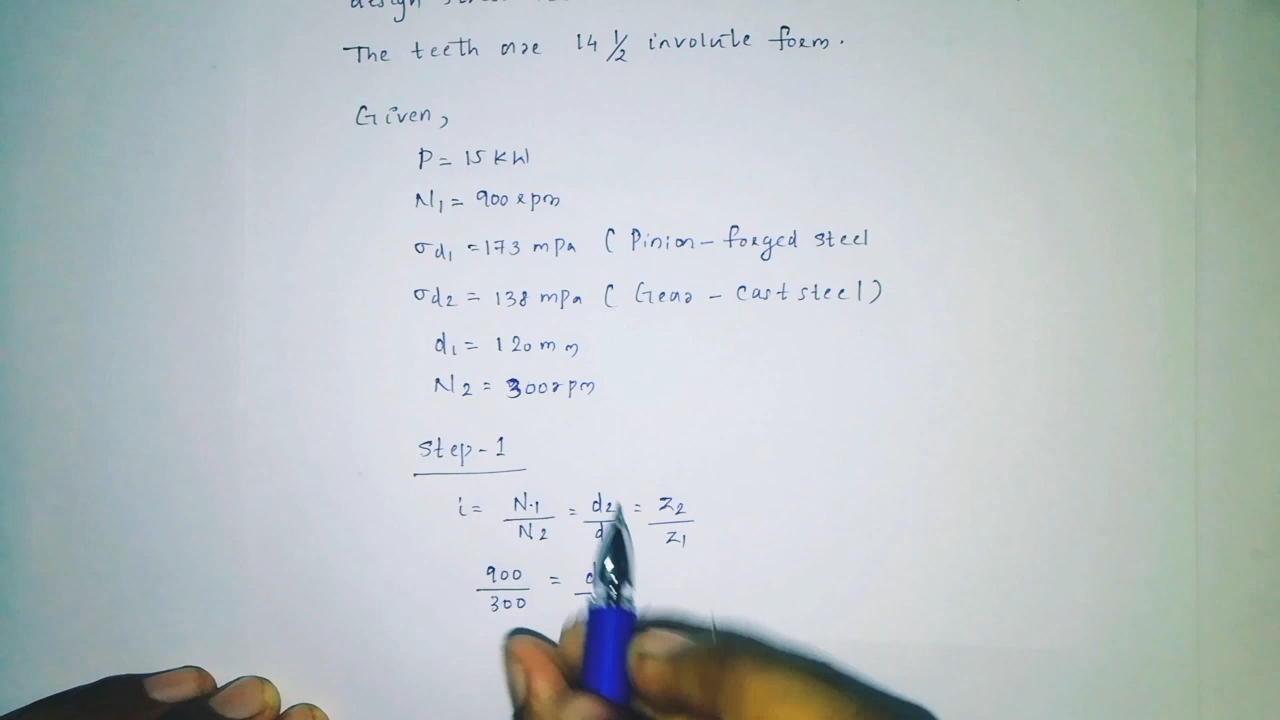 design
The teeth are 14 1/2 involute form.
Given,
P = 15 KW
N1 = 900 rpm
σd1 = 173 mpa ( Pinion - forged steel
σd2 = 138 mpa ( Gear - cast steel )
d1 = 120 mm
N2 = 300 rpm
Step - 1
i = N1/N2 = d2/d = Z2/Z1
900/300 = d